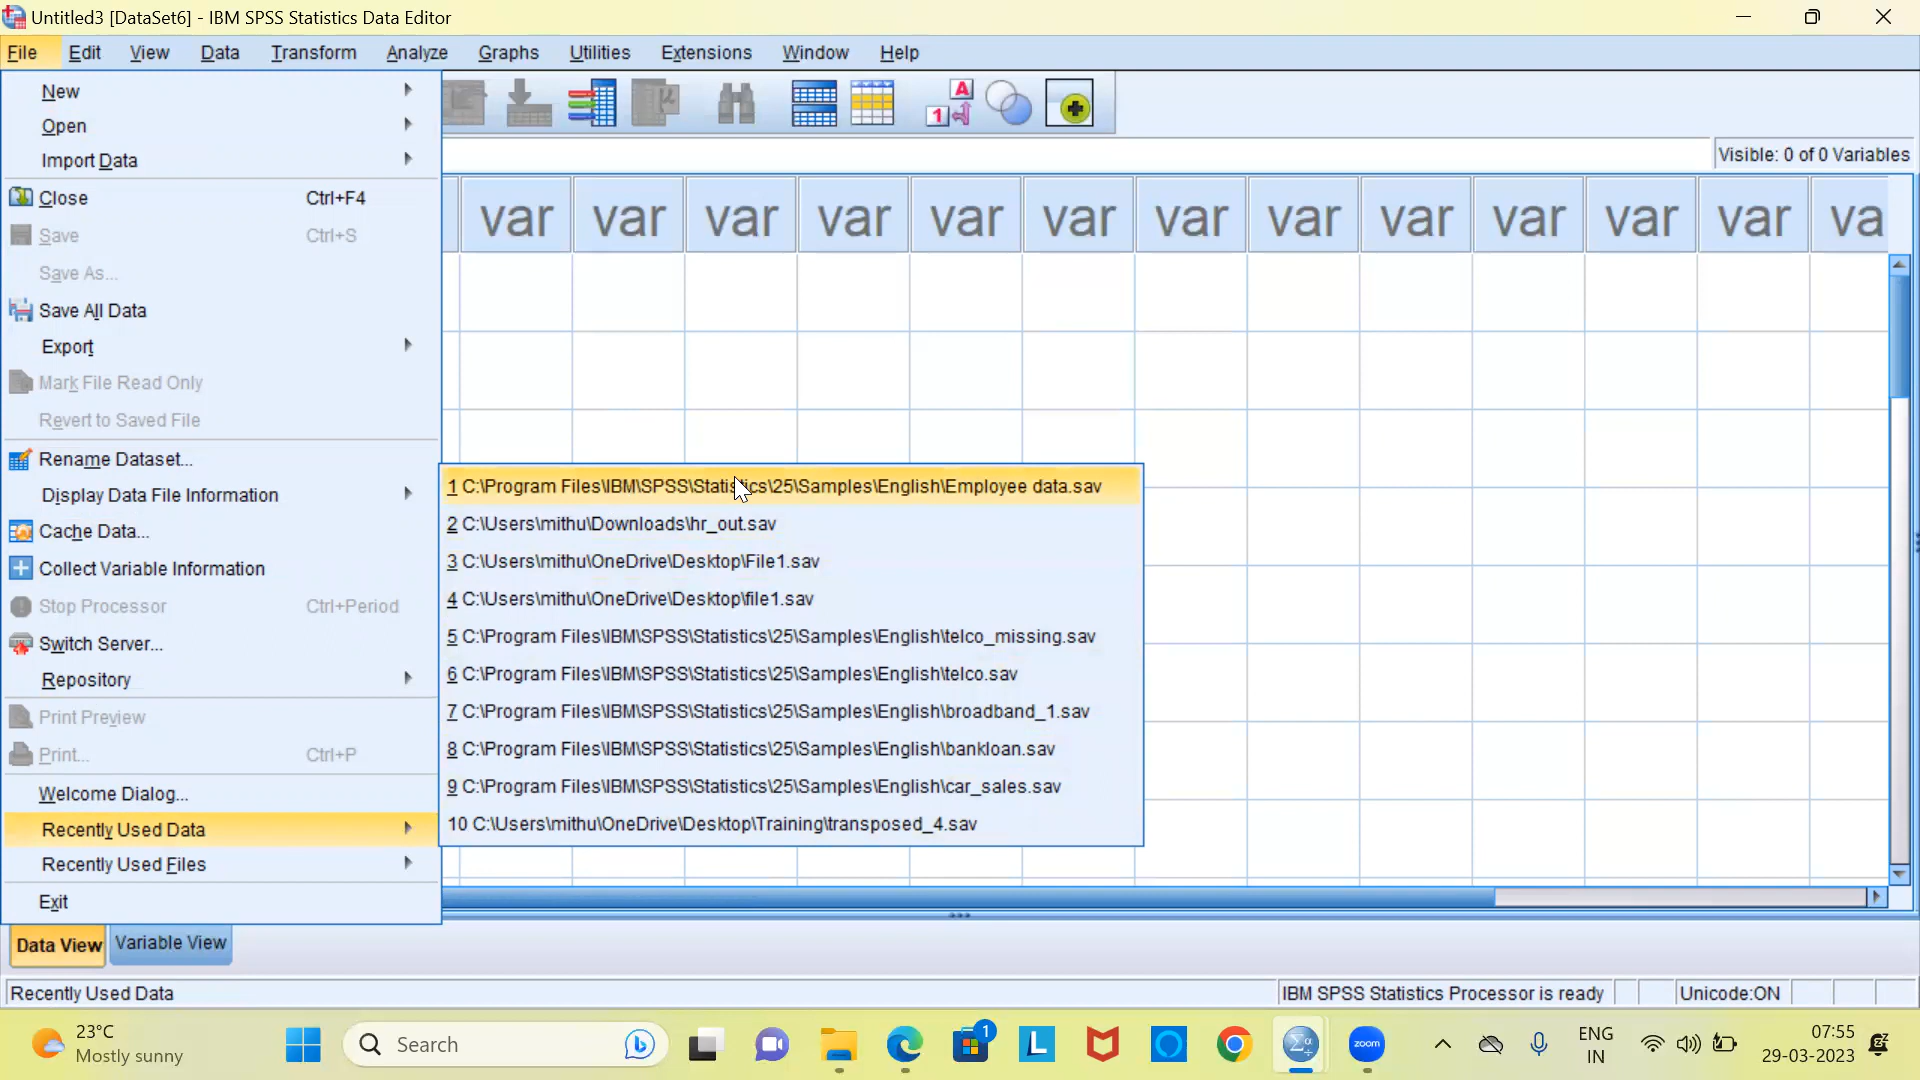 Untitled3 [DataSet6] - IBM SPSS Statistics Data Editor
File Edit View Data Transform Analyze Graphs Utilities Extensions Window Help
New
Open
Import Data
Close Ctrl+F4
Save Ctrl+S
Save As...
Save All Data
Export
Mark File Read Only
Revert to Saved File
Rename Dataset...
Display Data File Information
Cache Data...
Collect Variable Information
Stop Processor Ctrl+Period
Switch Server...
Repository
Print Preview
Print... Ctrl+P
Welcome Dialog...
Recently Used Data
Recently Used Files
Exit
A
1
Visible: 0 of 0 Variables
var var var var var var var var var var var var va
1 C:\Program Files\IBM\SPSS\Statistics\25\Samples\English\Employee data.sav
2 C:\Users\mithu\Downloads\hr_out.sav
3 C:\Users\mithu\OneDrive\Desktop\File1.sav
4 C:\Users\mithu\OneDrive\Desktop\file1.sav
5 C:\Program Files\IBM\SPSS\Statistics\25\Samples\English\telco_missing.sav
6 C:\Program Files\IBM\SPSS\Statistics\25\Samples\English\telco.sav
7 C:\Program Files\IBM\SPSS\Statistics\25\Samples\English\broadband_1.sav
8 C:\Program Files\IBM\SPSS\Statistics\25\Samples\English\bankloan.sav
9 C:\Program Files\IBM\SPSS\Statistics\25\Samples\English\car_sales.sav
10 C:\Users\mithu\OneDrive\Desktop\Training\transposed_4.sav
Data View Variable View
Recently Used Data IBM SPSS Statistics Processor is ready Unicode:ON
23°C
Mostly sunny
Search
1
L
zoom
ENG
IN
07:55
29-03-2023